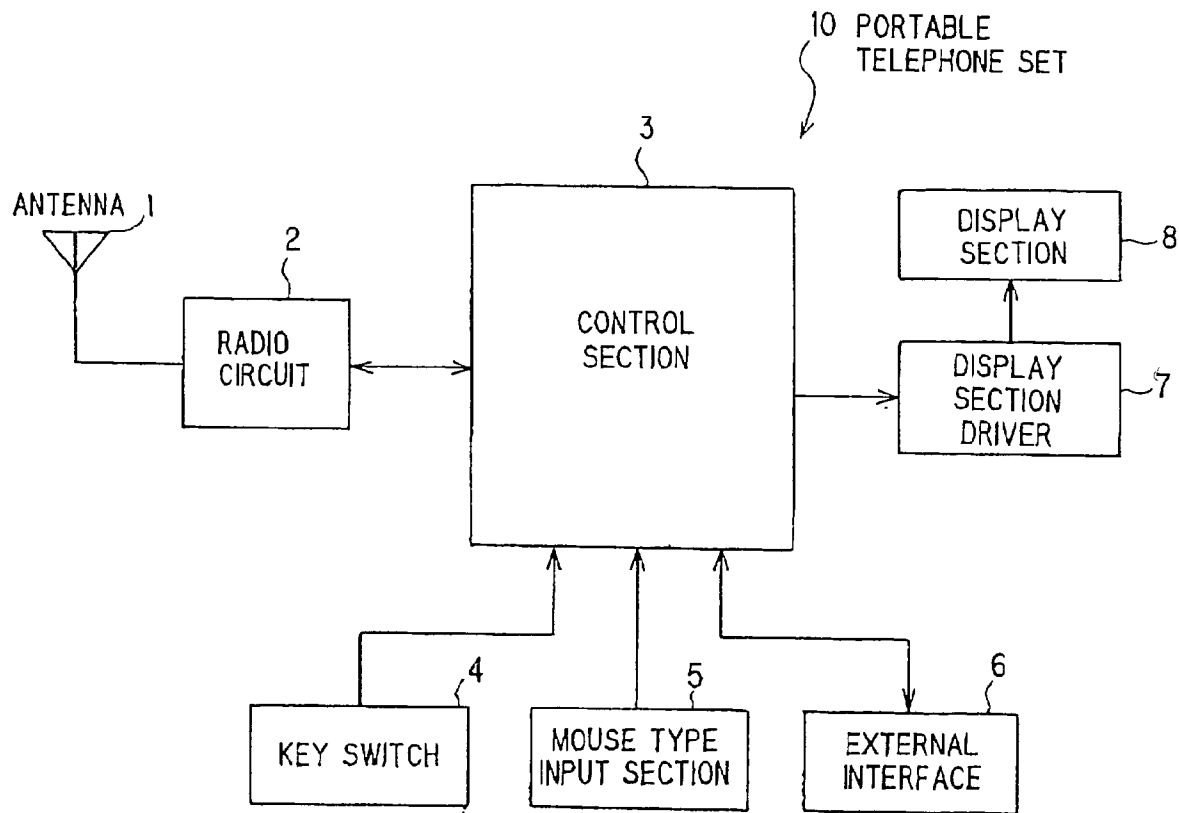 10 PORTABLE
TELEPHONE SET
3
ANTENNA 1
2
RADIO
CIRCUIT
CONTROL
SECTION
DISPLAY
SECTION
8
DISPLAY
SECTION
DRIVER
7
4
KEY SWITCH
5
MOUSE TYPE
INPUT SECTION
6
EXTERNAL
INTERFACE